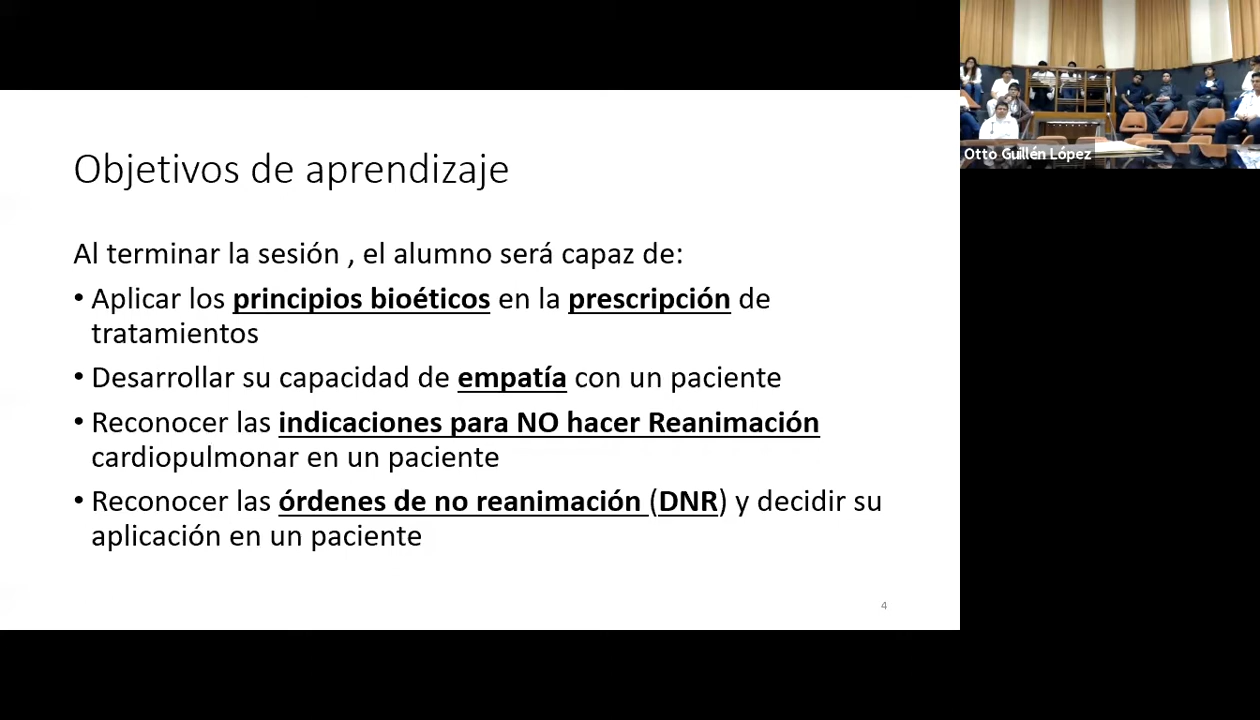 Objetivos de aprendizaje
Al terminar la sesión , el alumno será capaz de:
• Aplicar los principios bioéticos en la prescripción de
tratamientos
• Desarrollar su capacidad de empatía con un paciente
• Reconocer las indicaciones para NO hacer Reanimación
cardiopulmonar en un paciente
• Reconocer las órdenes de no reanimación (DNR) y decidir su
aplicación en un paciente
4
Otto Guillén López